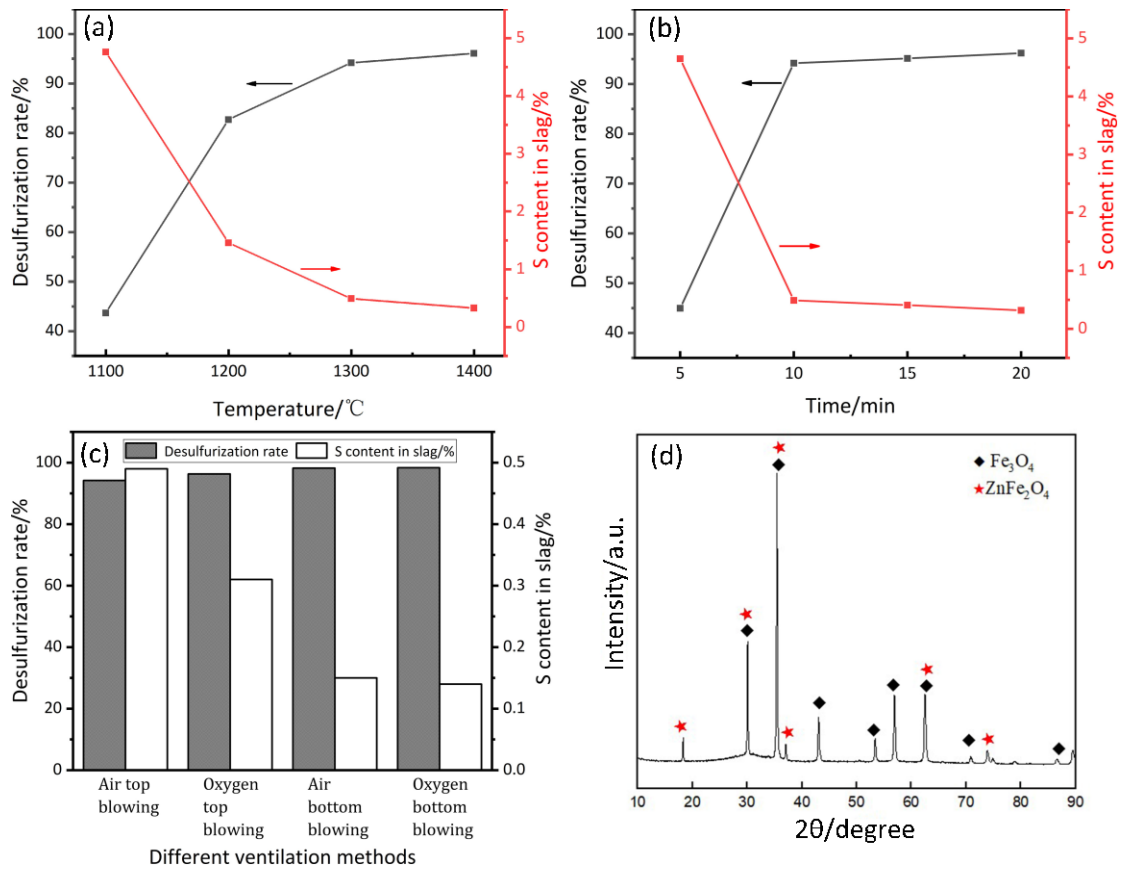 (a)
100
90
80
70
60
50
40
Desulfurization rate/%
5
4
3
2
1
0
S content in slag/%
1100
1200
1300
1400
Temperature/℃
(b)
100
90
80
70
60
50
40
Desulfurization rate/%
5
4
3
2
1
0
S content in slag/%
5
10
15
20
Time/min
(c)
Desulfurization rate
S content in slag/%
100
80
60
40
20
0
Desulfurization rate/%
0.5
0.4
0.3
0.2
0.1
0.0
S content in slag/%
Air top
blowing
Oxygen
top
blowing
Air
bottom
blowing
Oxygen
bottom
blowing
Different ventilation methods
(d)
Fe₃O₄
ZnFe₂O₄
Intensity/a.u.
10
20
30
40
50
60
70
80
90
2θ/degree